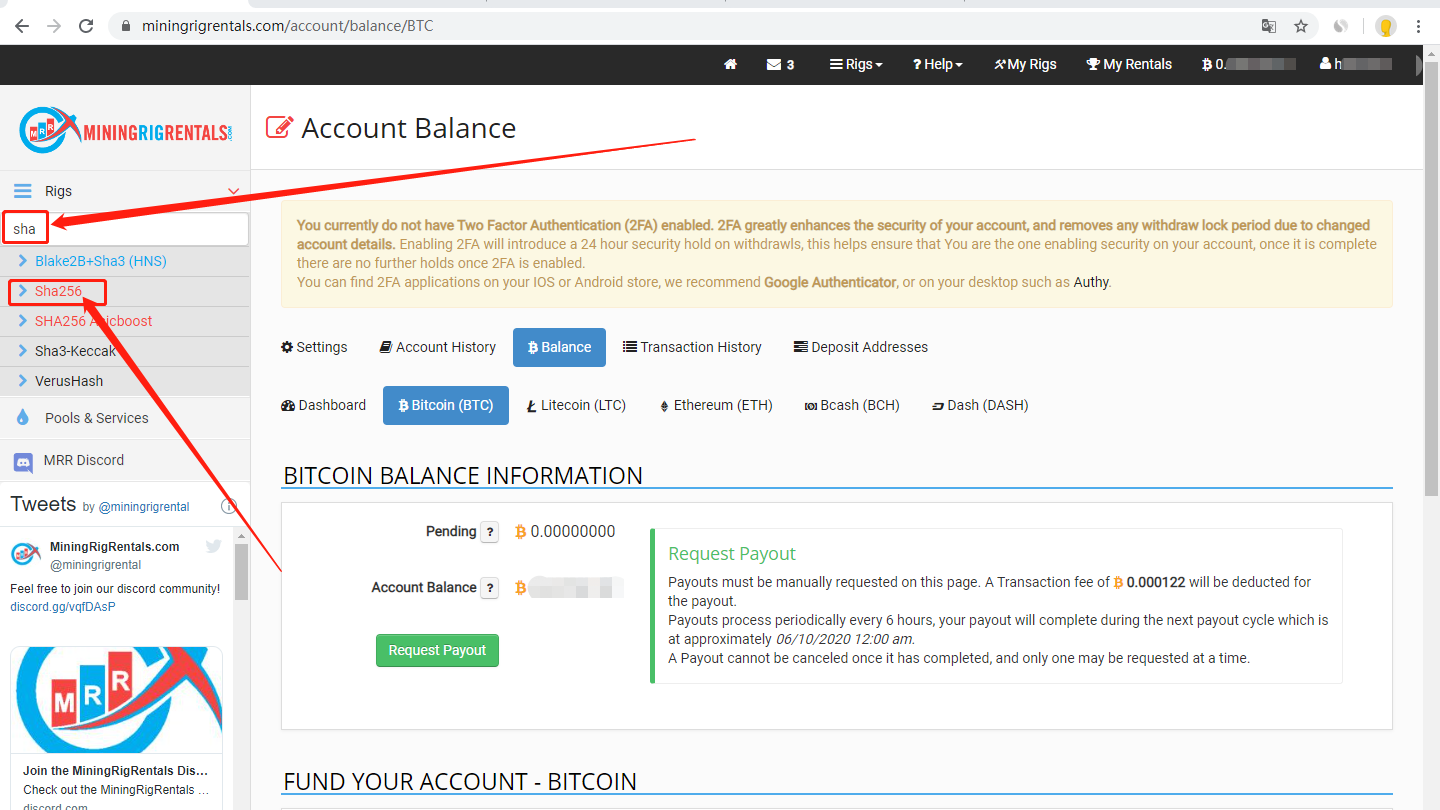 miningrigrentals.com/account/balance/BTC
3
Rigs
Help
My Rigs
My Rentals
0.
h
MRR
MININGRIGRENTALS.COM
Account Balance
Rigs
sha
Blake2B+Sha3 (HNS)
Sha256
SHA256
Sha3-Keccak
VerusHash
Pools & Services
MRR Discord
Tweets by @miningrigrental
MiningRigRentals.com
@miningrigrental
Feel free to join our discord community!
discord.gg/vqfDAsP
MRR
Join the MiningRigRentals Dis…
Check out the MiningRigRentals …
discord.com
You currently do not have Two Factor Authentication (2FA) enabled. 2FA greatly enhances the security of your account, and removes any withdraw lock period due to changed
account details. Enabling 2FA will introduce a 24 hour security hold on withdrawls, this helps ensure that You are the one enabling security on your account, once it is complete
there are no further holds once 2FA is enabled.
You can find 2FA applications on your IOS or Android store, we recommend Google Authenticator, or on your desktop such as Authy.
Settings
Account History
Balance
Transaction History
Deposit Addresses
Dashboard
Bitcoin (BTC)
Litecoin (LTC)
Ethereum (ETH)
Bcash (BCH)
Dash (DASH)
BITCOIN BALANCE INFORMATION
Pending ? 0.00000000
Account Balance ?
Request Payout
Request Payout
Payouts must be manually requested on this page. A Transaction fee of 0.000122 will be deducted for
the payout.
Payouts process periodically every 6 hours, your payout will complete during the next payout cycle which is
at approximately 06/10/2020 12:00 am.
A Payout cannot be canceled once it has completed, and only one may be requested at a time.
FUND YOUR ACCOUNT - BITCOIN